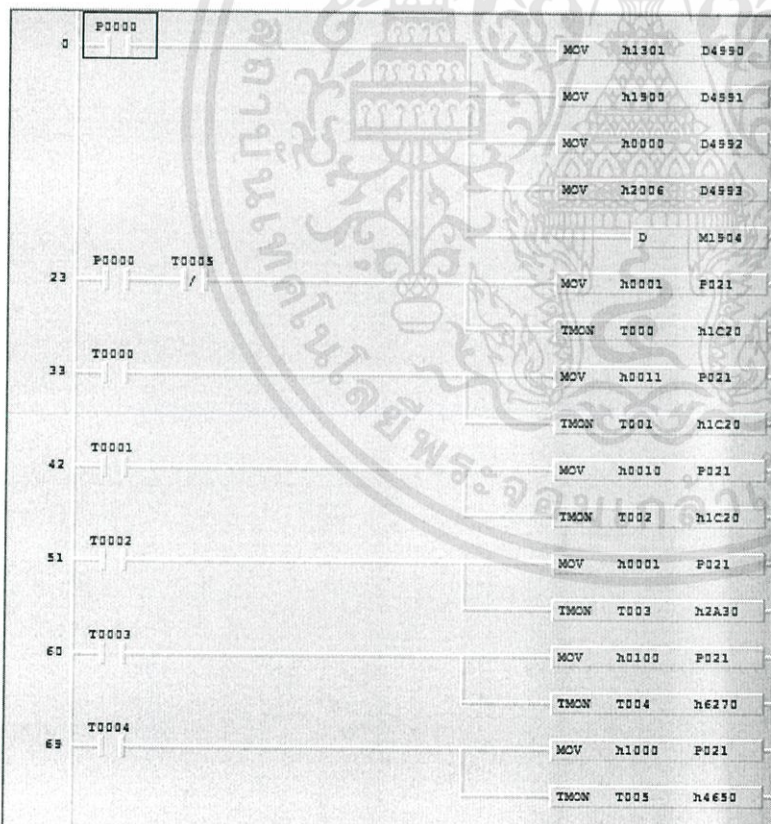 P0000
0 MOV h1301 D4990
MOV h1900 D4991
MOV h0000 D4992
MOV h2006 D4993
D M1904
P0000 T0005
23 / MOV h0001 P021
TMON T000 h1C20
T0000
33 MOV h0011 P021
TMON T001 h1C20
T0001
42 MOV h0010 P021
TMON T002 h1C20
T0002
51 MOV h0001 P021
TMON T003 h2A30
T0003
60 MOV h0100 P021
TMON T004 h6270
T0004
69 MOV h1000 P021
TMON T005 h4650